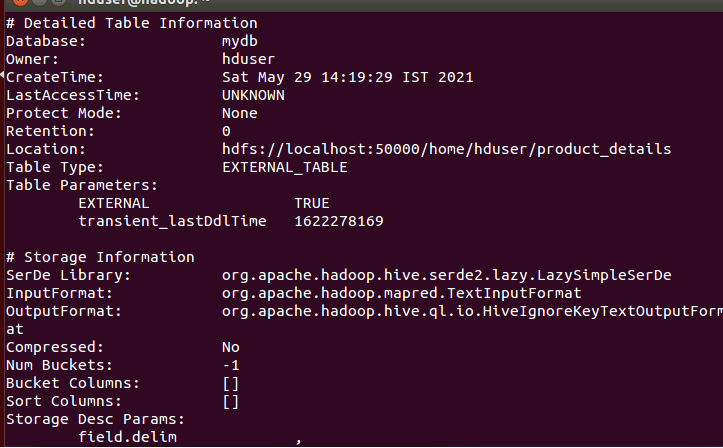 hduser@hadoop: ~
# Detailed Table Information
Database: mydb
Owner: hduser
CreateTime: Sat May 29 14:19:29 IST 2021
LastAccessTime: UNKNOWN
Protect Mode: None
Retention: 0
Location: hdfs://localhost:50000/home/hduser/product_details
Table Type: EXTERNAL_TABLE
Table Parameters:
EXTERNAL TRUE
transient_lastDdlTime 1622278169
# Storage Information
SerDe Library: org.apache.hadoop.hive.serde2.lazy.LazySimpleSerDe
InputFormat: org.apache.hadoop.mapred.TextInputFormat
OutputFormat: org.apache.hadoop.hive.ql.io.HiveIgnoreKeyTextOutputForm
at
Compressed: No
Num Buckets: -1
Bucket Columns: []
Sort Columns: []
Storage Desc Params:
field.delim ,